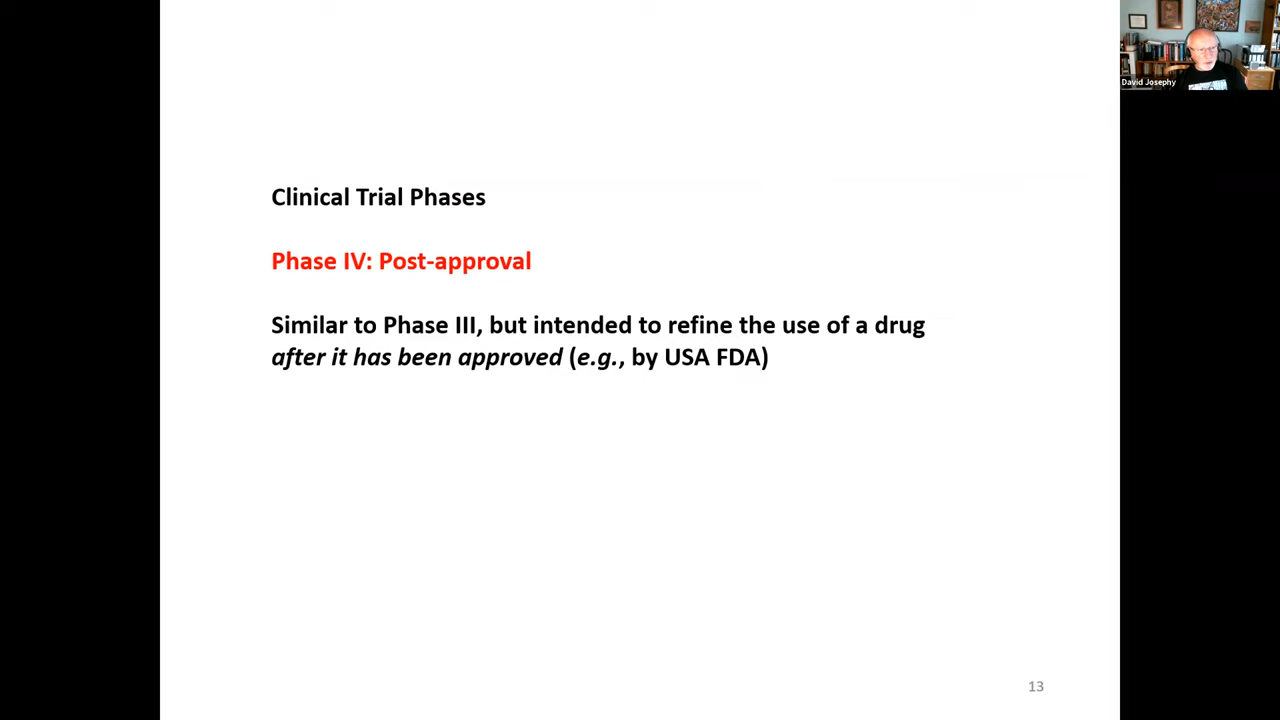 David Josephy
Clinical Trial Phases
Phase IV: Post-approval
Similar to Phase III, but intended to refine the use of a drug
after it has been approved (e.g., by USA FDA)
13